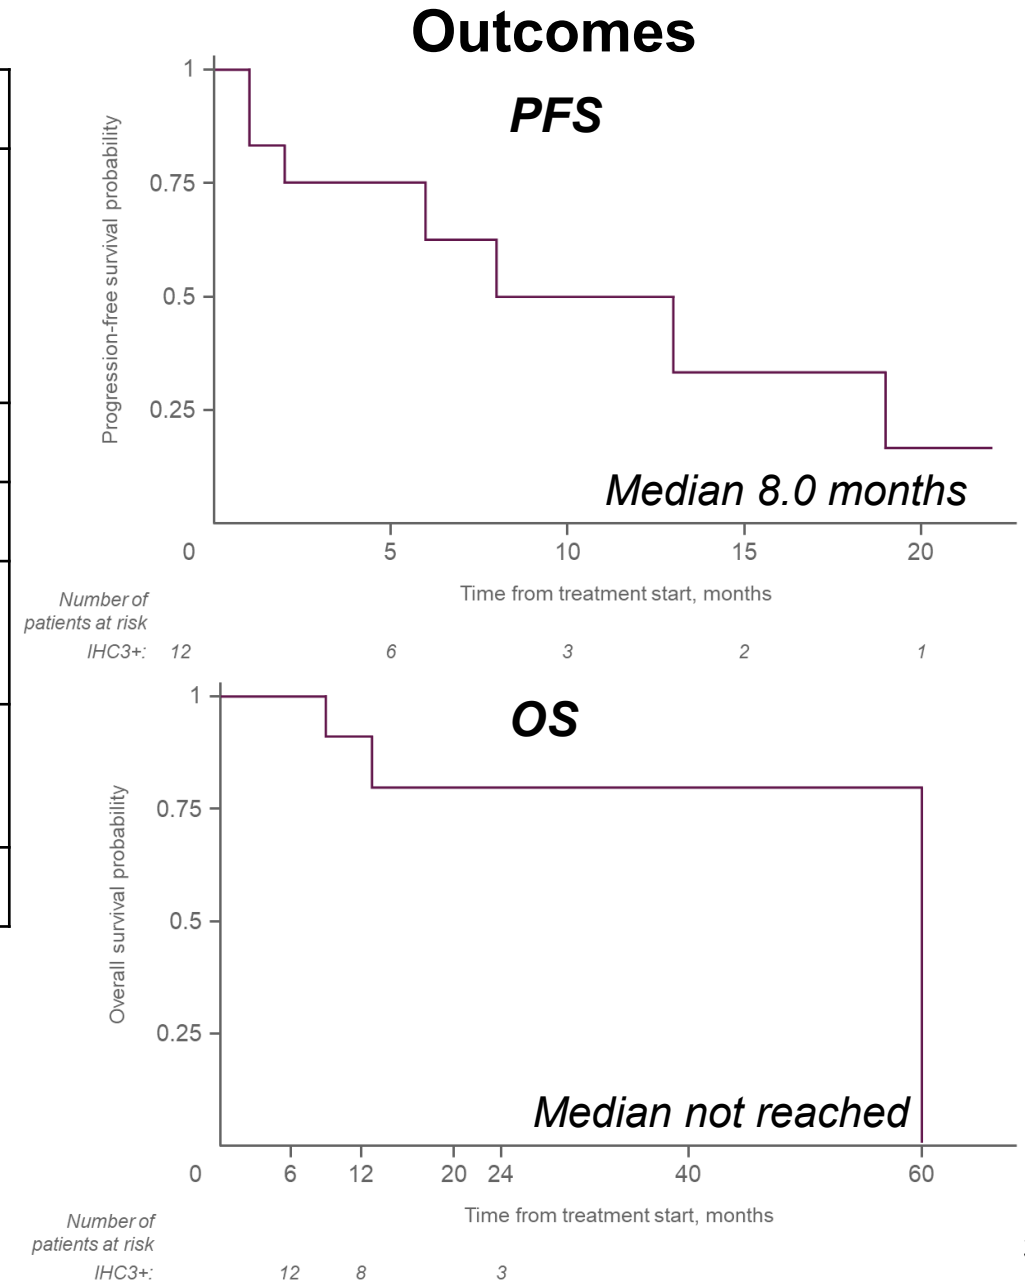 Outcomes
PFS
Progression-free survival probability
1
0.75
0.5
0.25
Median 8.0 months
0 5 10 15 20
Time from treatment start, months
Number of
patients at risk
IHC3+: 12 6 3 2 1
OS
Overall survival probability
1
0.75
0.5
0.25
Median not reached
0 6 12 20 24 40 60
Time from treatment start, months
Number of
patients at risk
IHC3+: 12 8 3